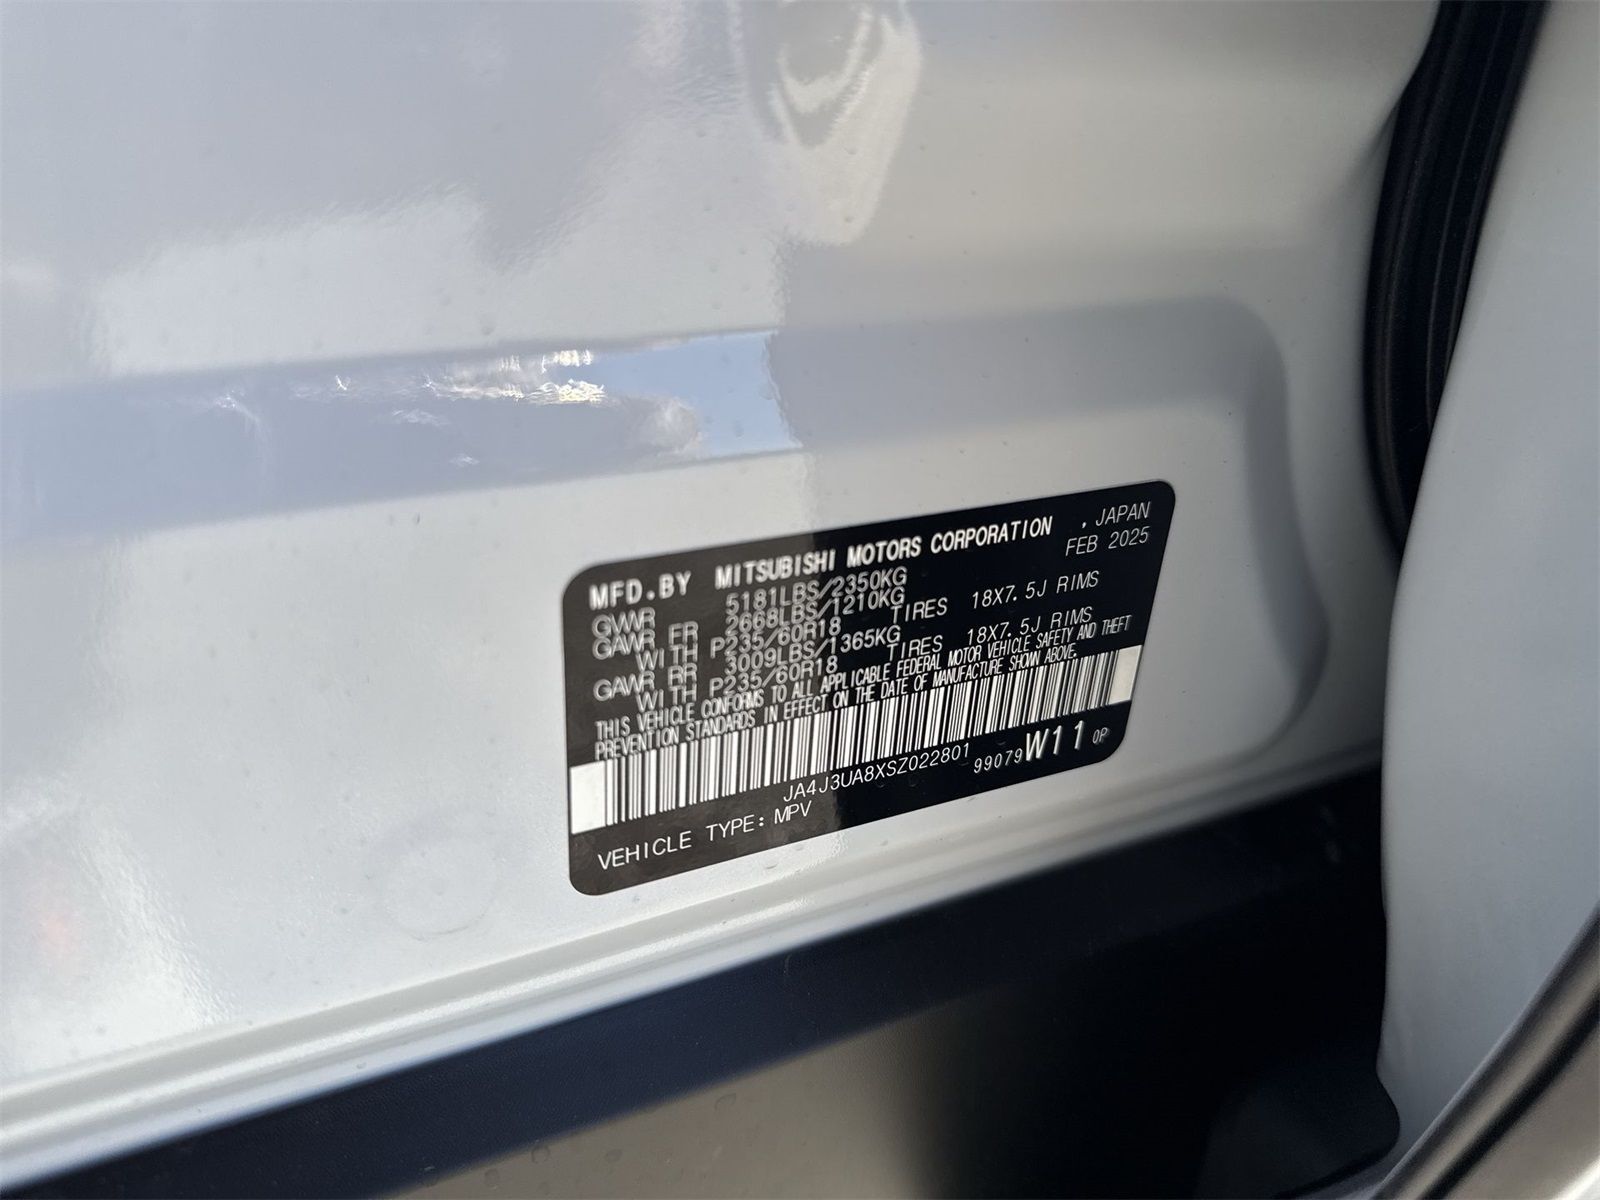 MFD.BY MITSUBISHI MOTORS CORPORATION , JAPAN
FEB 2025
GVWR 5181LBS/2350KG
GAWR FR 2668LBS/1210KG
WITH P235/60R18 TIRES 18X7.5J RIMS
GAWR RR 3009LBS/1365KG
WITH P235/60R18 TIRES 18X7.5J RIMS
THIS VEHICLE CONFORMS TO ALL APPLICABLE FEDERAL MOTOR VEHICLE SAFETY AND THEFT
PREVENTION STANDARDS IN EFFECT ON THE DATE OF MANUFACTURE SHOWN ABOVE.
JA4J3UA8XSZ022801 99079 W11 OP
VEHICLE TYPE: MPV